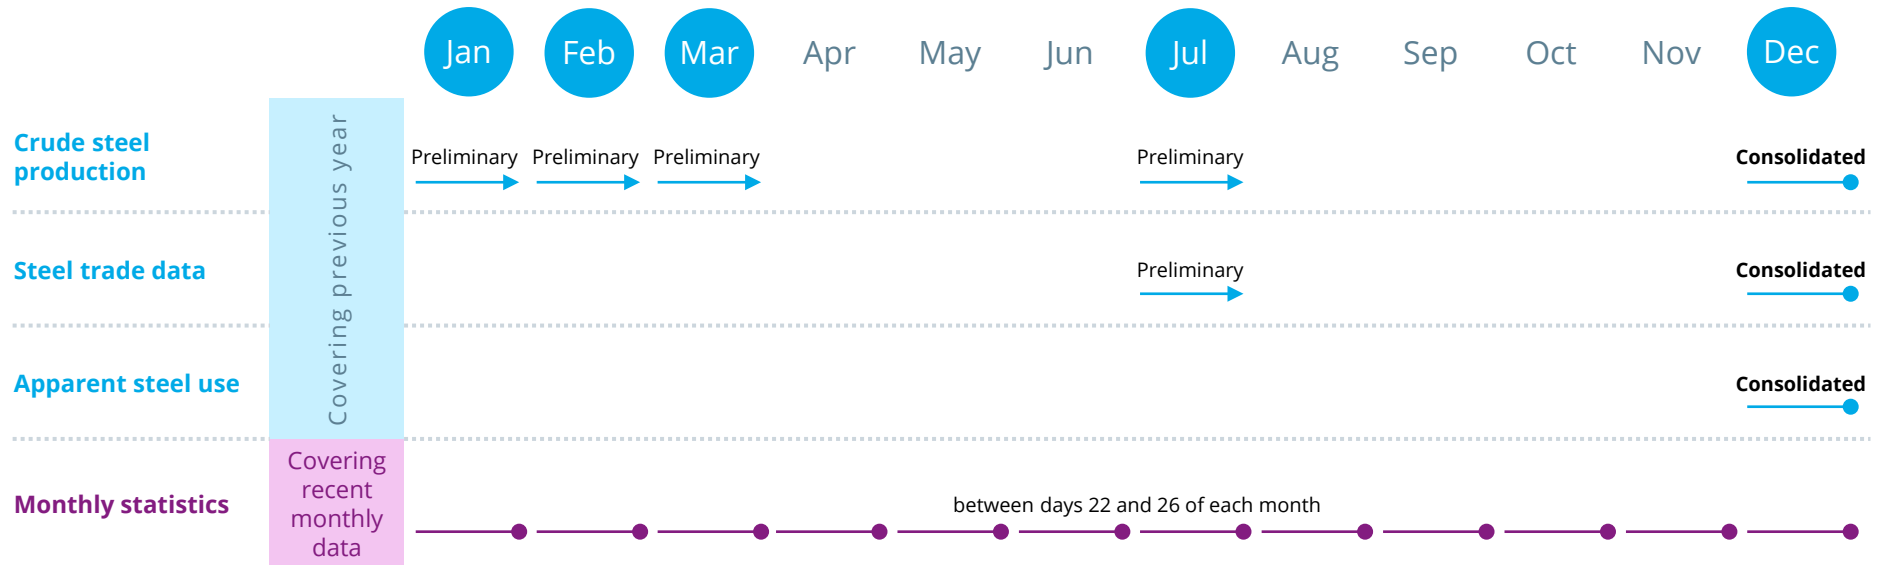 Jan Feb Mar Apr May Jun Jul Aug Sep Oct Nov Dec
Covering previous year
Crude steel
production
Preliminary Preliminary Preliminary Preliminary Consolidated
Steel trade data
Preliminary Consolidated
Apparent steel use
Consolidated
Monthly statistics
Covering
recent
monthly
data
between days 22 and 26 of each month